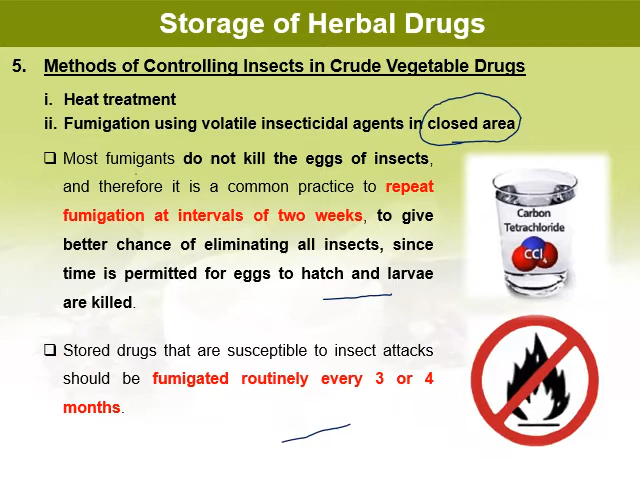 Storage of Herbal Drugs
5. Methods of Controlling Insects in Crude Vegetable Drugs
i. Heat treatment
ii. Fumigation using volatile insecticidal agents in closed area
❑ Most fumigants do not kill the eggs of insects,
and therefore it is a common practice to repeat
fumigation at intervals of two weeks, to give
better chance of eliminating all insects, since
time is permitted for eggs to hatch and larvae
are killed.
Carbon
Tetrachloride
CCl₄
❑ Stored drugs that are susceptible to insect attacks
should be fumigated routinely every 3 or 4
months.